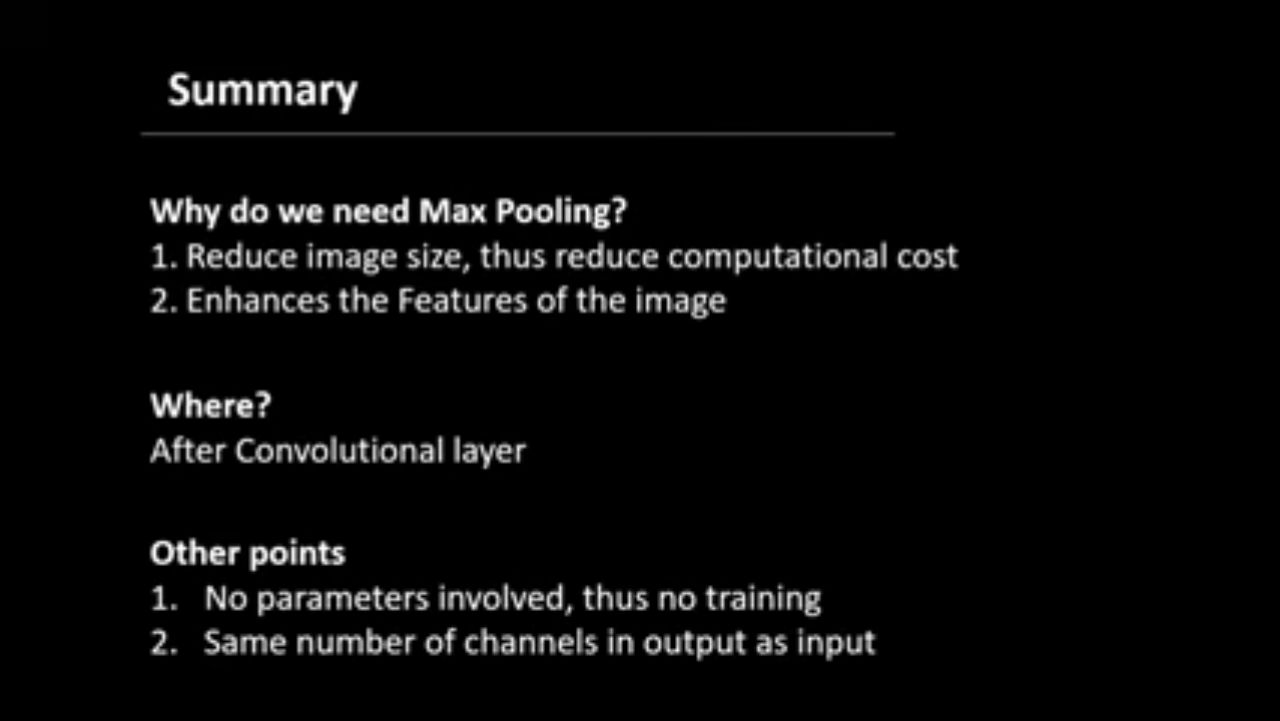 Summary
Why do we need Max Pooling?
1. Reduce image size, thus reduce computational cost
2. Enhances the Features of the image
Where?
After Convolutional layer
Other points
1. No parameters involved, thus no training
2. Same number of channels in output as input